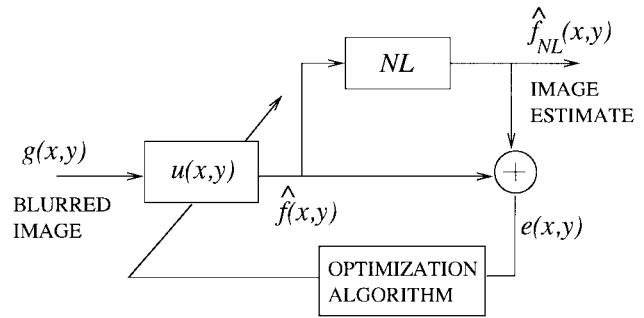 f̂_NL(x,y)
NL
IMAGE
ESTIMATE
g(x,y)
u(x,y)
+
BLURRED
IMAGE
f̂(x,y)
e(x,y)
OPTIMIZATION
ALGORITHM